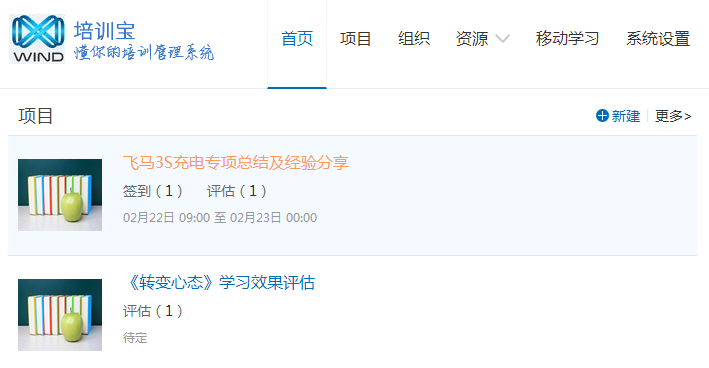 WIND
培训宝
懂你的培训管理系统
首页 项目 组织 资源 移动学习 系统设置
项目 新建 更多>
飞马3S充电专项总结及经验分享
签到（1） 评估（1）
02月22日 09:00 至 02月23日 00:00
《转变心态》学习效果评估
评估（1）
待定